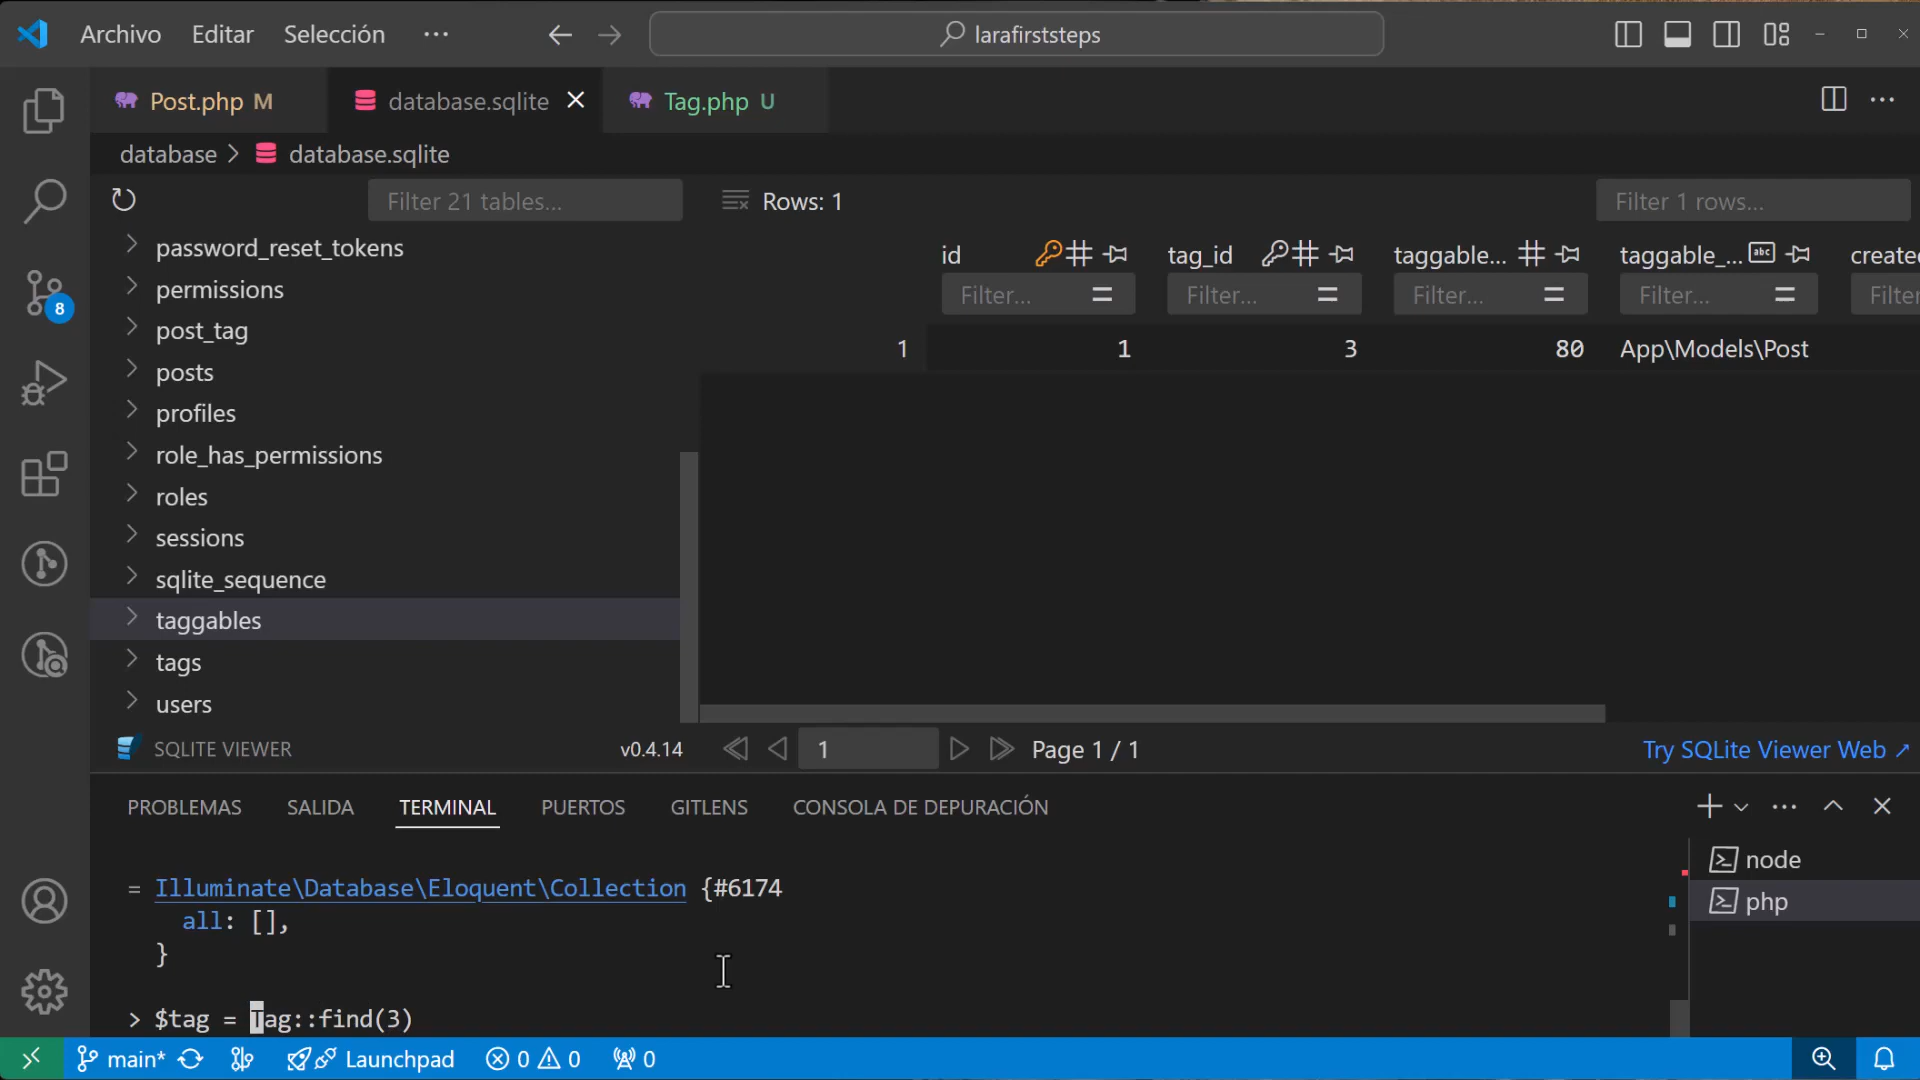 Archivo Editar Selección ··· larafirststeps
Post.php M database.sqlite Tag.php U
database > database.sqlite
Filter 21 tables... Rows: 1 Filter 1 rows...
password_reset_tokens
permissions
post_tag
posts
profiles
role_has_permissions
roles
sessions
sqlite_sequence
taggables
tags
users
id tag_id taggable... taggable_... create
Filter... = Filter... = Filter... = Filter... = Filter
1 1 3 80 App\Models\Post
SQLITE VIEWER v0.4.14 1 Page 1 / 1 Try SQLite Viewer Web ↗
PROBLEMAS SALIDA TERMINAL PUERTOS GITLENS CONSOLA DE DEPURACIÓN
= Illuminate\Database\Eloquent\Collection {#6174
all: [],
}
> $tag = Tag::find(3)
node
php
8
main* Launchpad 0 0 0